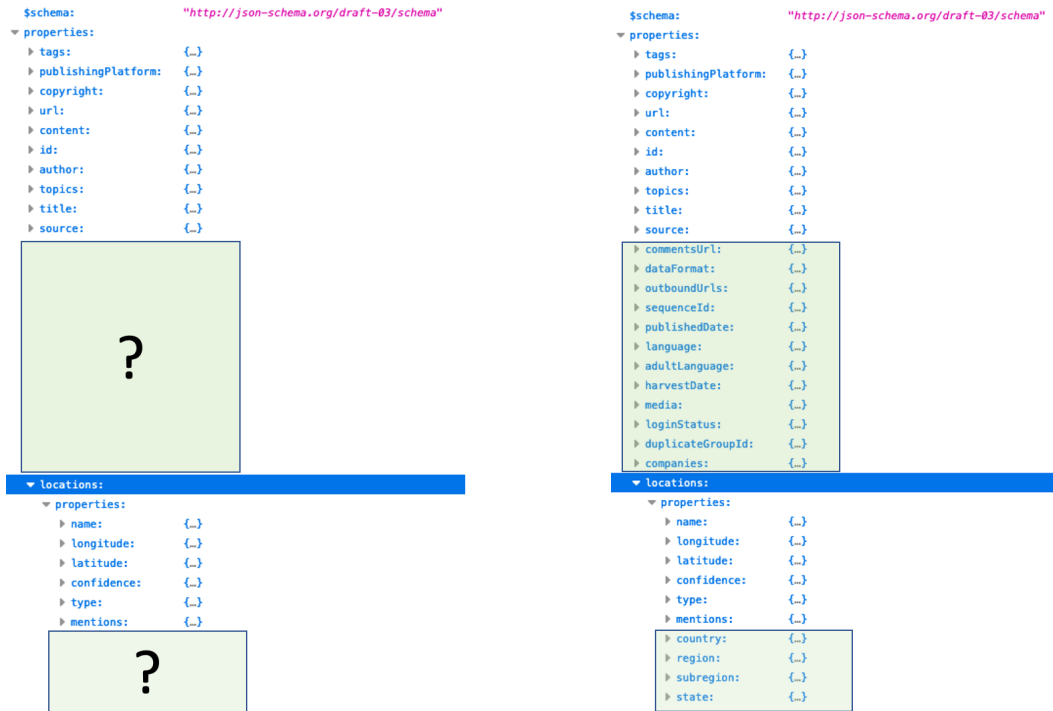 $schema: "http://json-schema.org/draft-03/schema"
properties:
tags: {…}
publishingPlatform: {…}
copyright: {…}
url: {…}
content: {…}
id: {…}
author: {…}
topics: {…}
title: {…}
source: {…}
?
locations:
properties:
name: {…}
longitude: {…}
latitude: {…}
confidence: {…}
type: {…}
mentions: {…}
?
$schema: "http://json-schema.org/draft-03/schema"
properties:
tags: {…}
publishingPlatform: {…}
copyright: {…}
url: {…}
content: {…}
id: {…}
author: {…}
topics: {…}
title: {…}
source: {…}
commentsUrl: {…}
dataFormat: {…}
outboundUrls: {…}
sequenceId: {…}
publishedDate: {…}
language: {…}
adultLanguage: {…}
harvestDate: {…}
media: {…}
loginStatus: {…}
duplicateGroupId: {…}
companies: {…}
locations:
properties:
name: {…}
longitude: {…}
latitude: {…}
confidence: {…}
type: {…}
mentions: {…}
country: {…}
region: {…}
subregion: {…}
state: {…}